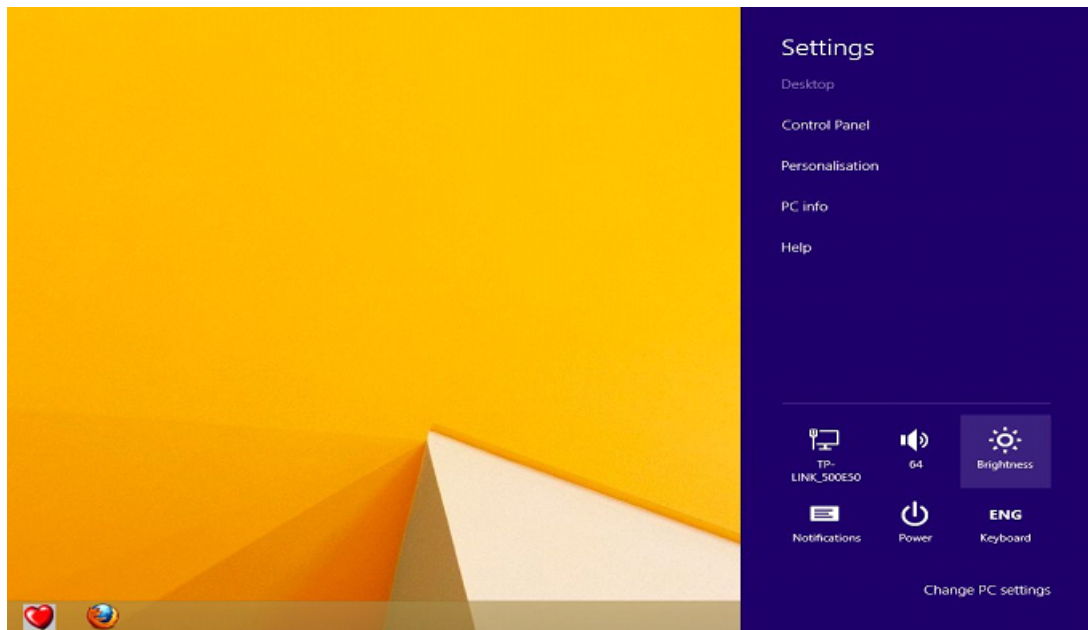 Settings
Desktop
Control Panel
Personalisation
PC info
Help
TP-
LINK_500E50
64
Brightness
Notifications
Power
ENG
Keyboard
Change PC settings